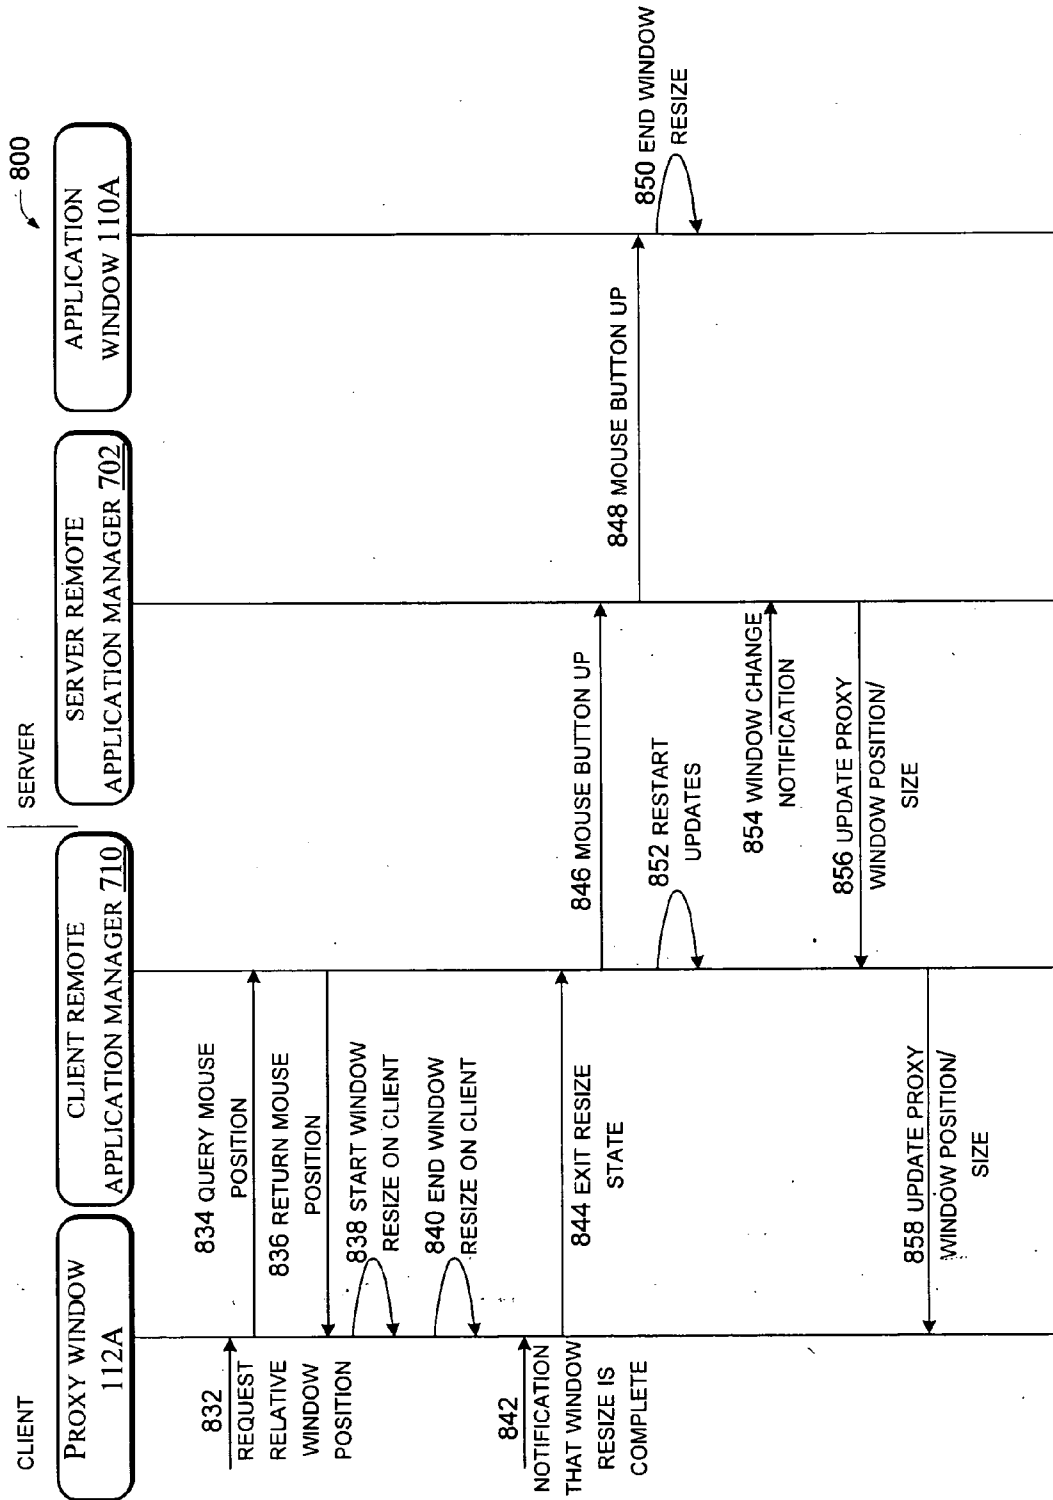 800
CLIENT
SERVER
PROXY WINDOW
112A
CLIENT REMOTE
APPLICATION MANAGER 710
SERVER REMOTE
APPLICATION MANAGER 702
APPLICATION
WINDOW 110A
832
REQUEST
RELATIVE
WINDOW
POSITION
834 QUERY MOUSE
POSITION
836 RETURN MOUSE
POSITION
838 START WINDOW
RESIZE ON CLIENT
840 END WINDOW
RESIZE ON CLIENT
842
NOTIFICATION
THAT WINDOW
RESIZE IS
COMPLETE
844 EXIT RESIZE
STATE
846 MOUSE BUTTON UP
848 MOUSE BUTTON UP
850 END WINDOW
RESIZE
852 RESTART
UPDATES
854 WINDOW CHANGE
NOTIFICATION
856 UPDATE PROXY
WINDOW POSITION/
SIZE
858 UPDATE PROXY
WINDOW POSITION/
SIZE